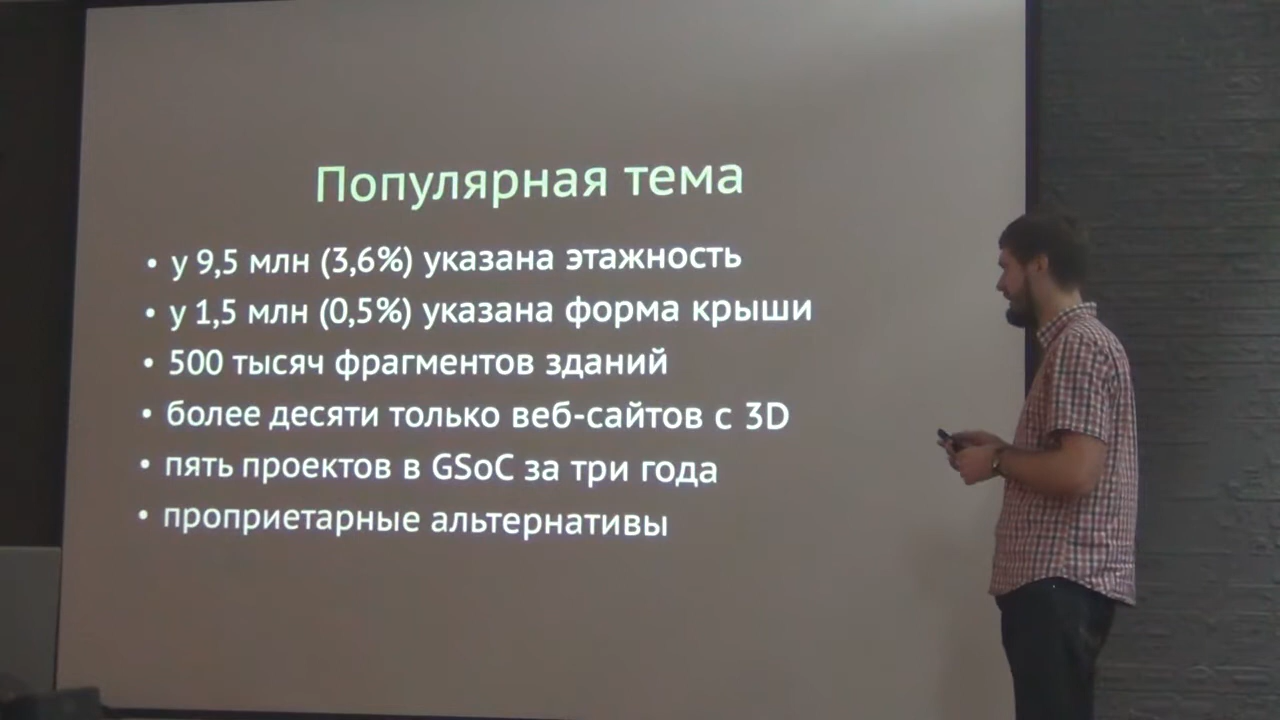 Популярная тема
• у 9,5 млн (3,6%) указана этажность
• у 1,5 млн (0,5%) указана форма крыши
• 500 тысяч фрагментов зданий
• более десяти только веб-сайтов с 3D
• пять проектов в GSoC за три года
• проприетарные альтернативы